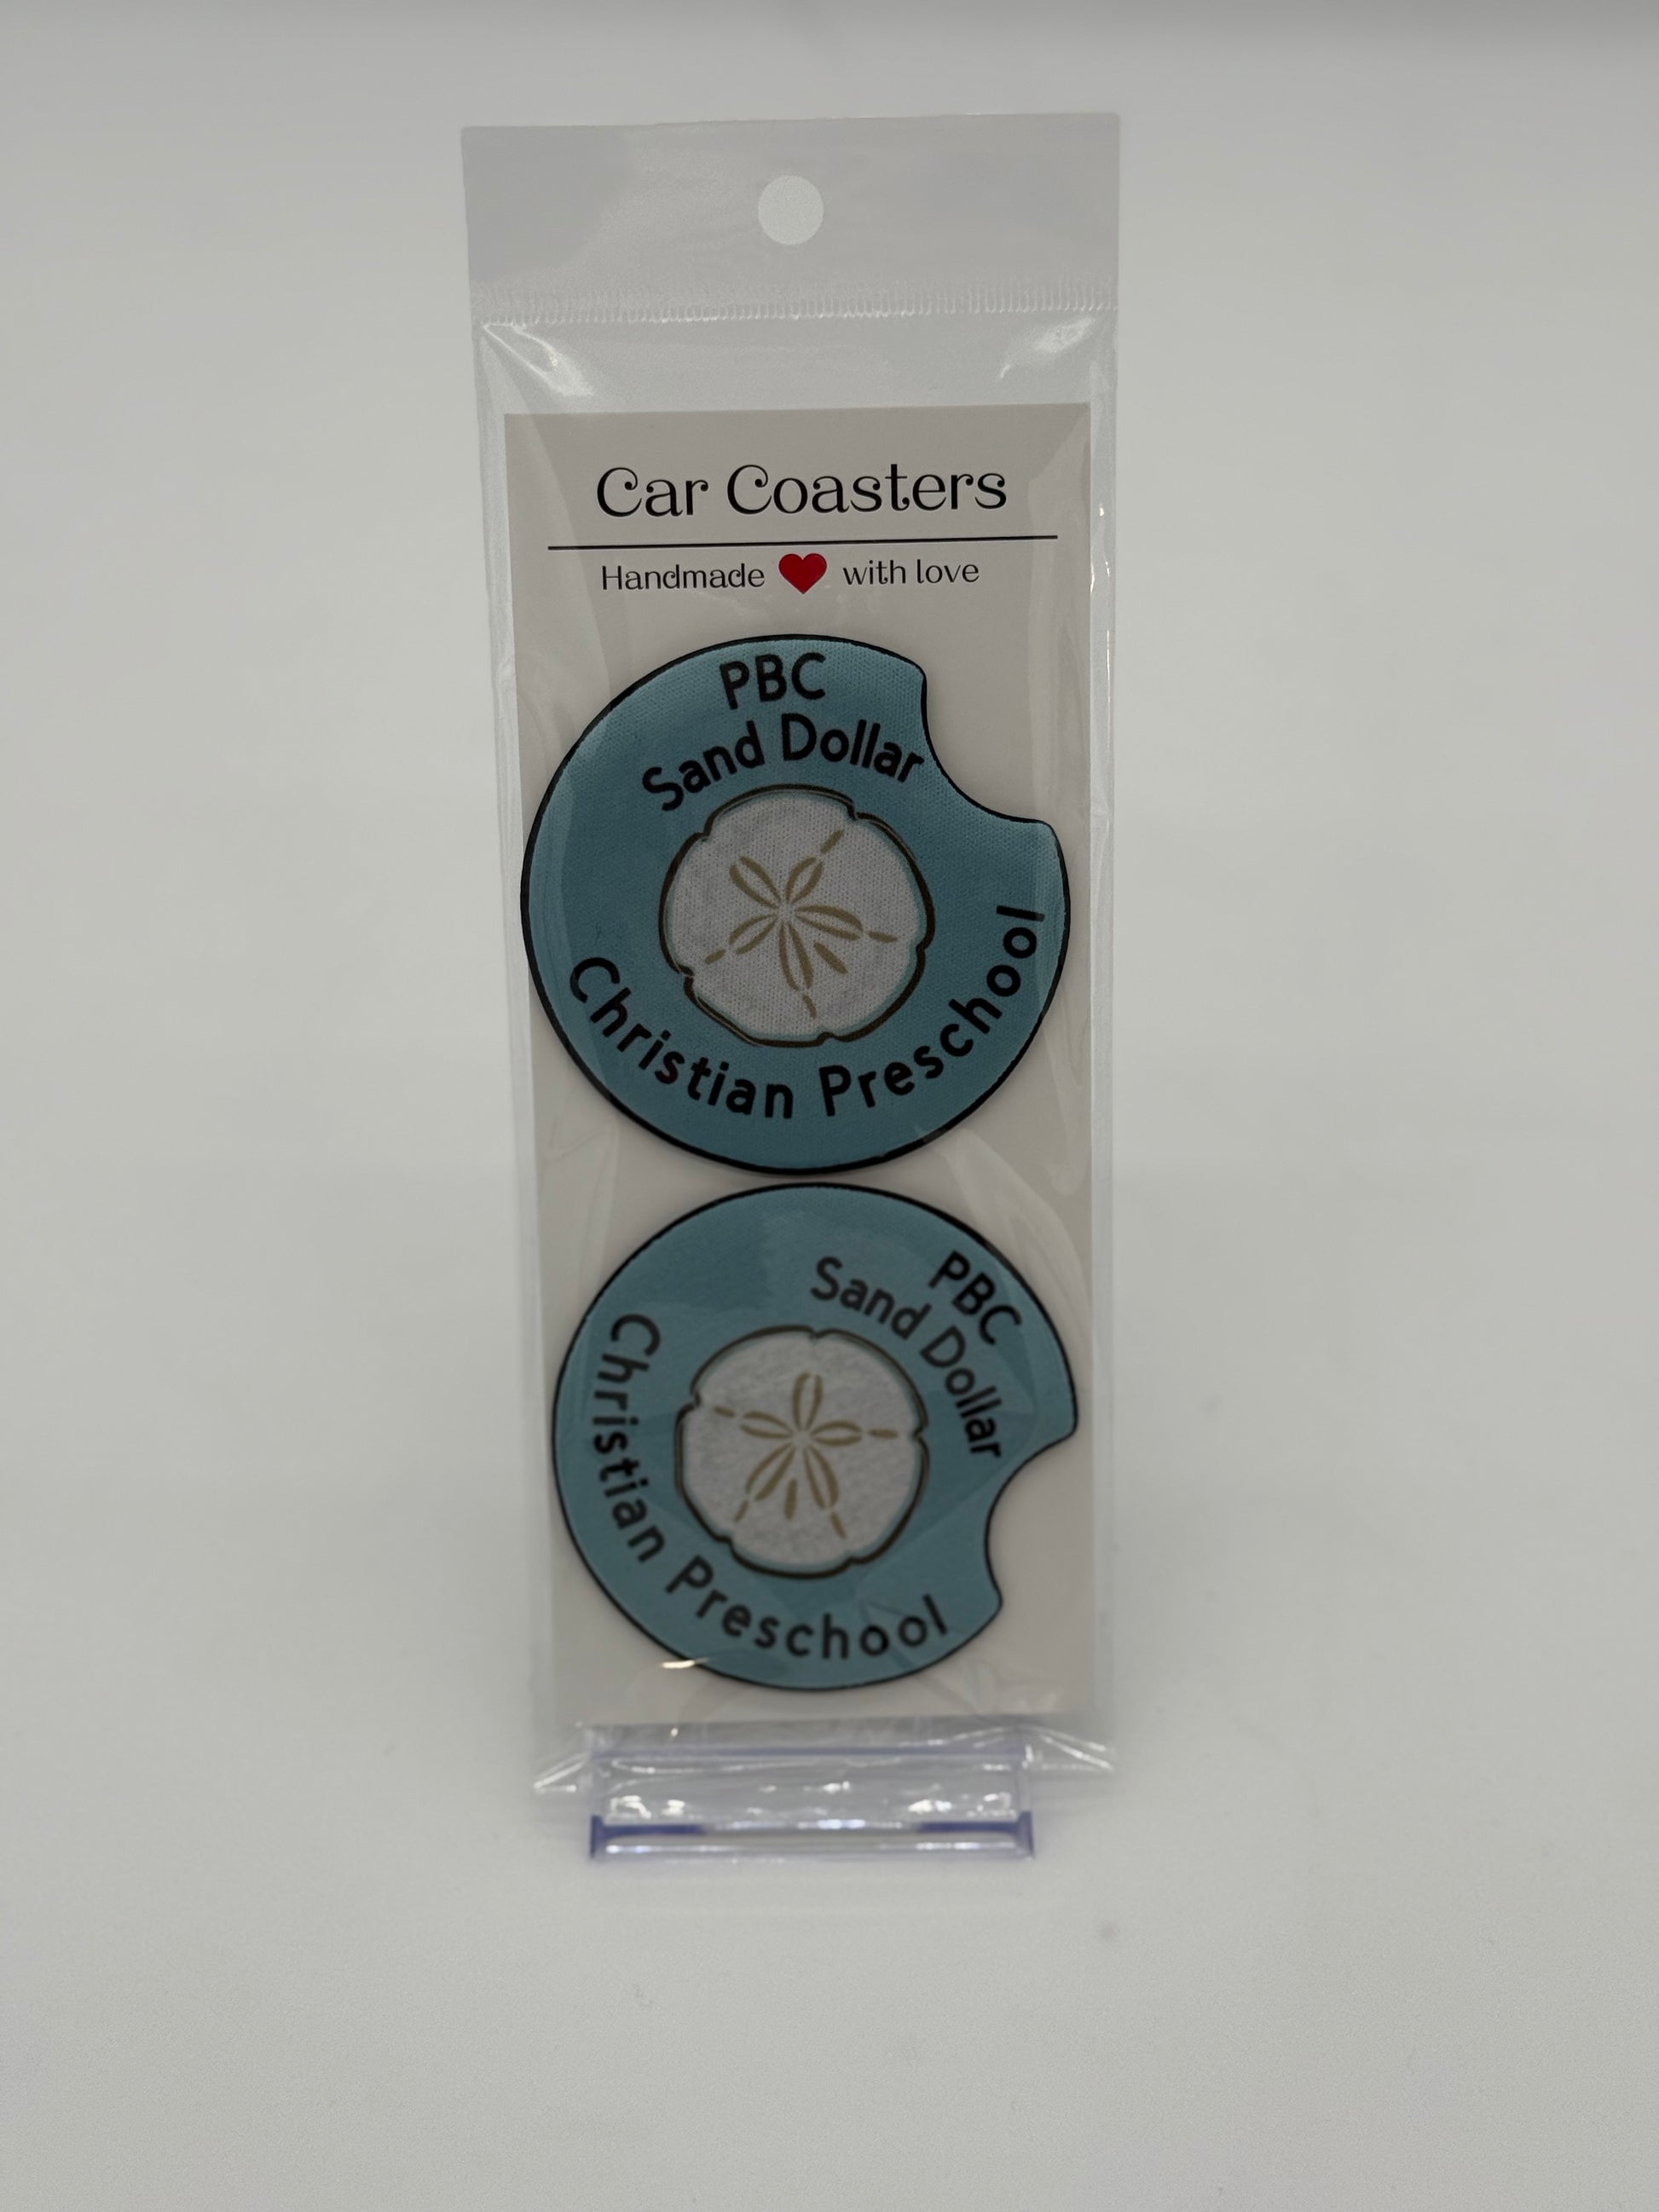 Car Coasters
Handmade with love
PBC
Sand Dollar
Christian Preschool
PBC
Sand Dollar
Christian Preschool